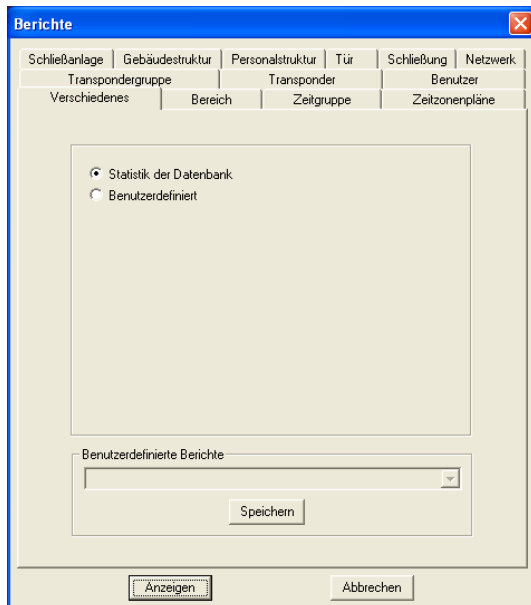 Berichte
Schließanlage Gebäudestruktur Personalstruktur Tür Schließung Netzwerk
Transpondergruppe Transponder Benutzer
Verschiedenes Bereich Zeitgruppe Zeitzonenpläne
Statistik der Datenbank
Benutzerdefiniert
Benutzerdefinierte Berichte
Speichern
Anzeigen Abbrechen